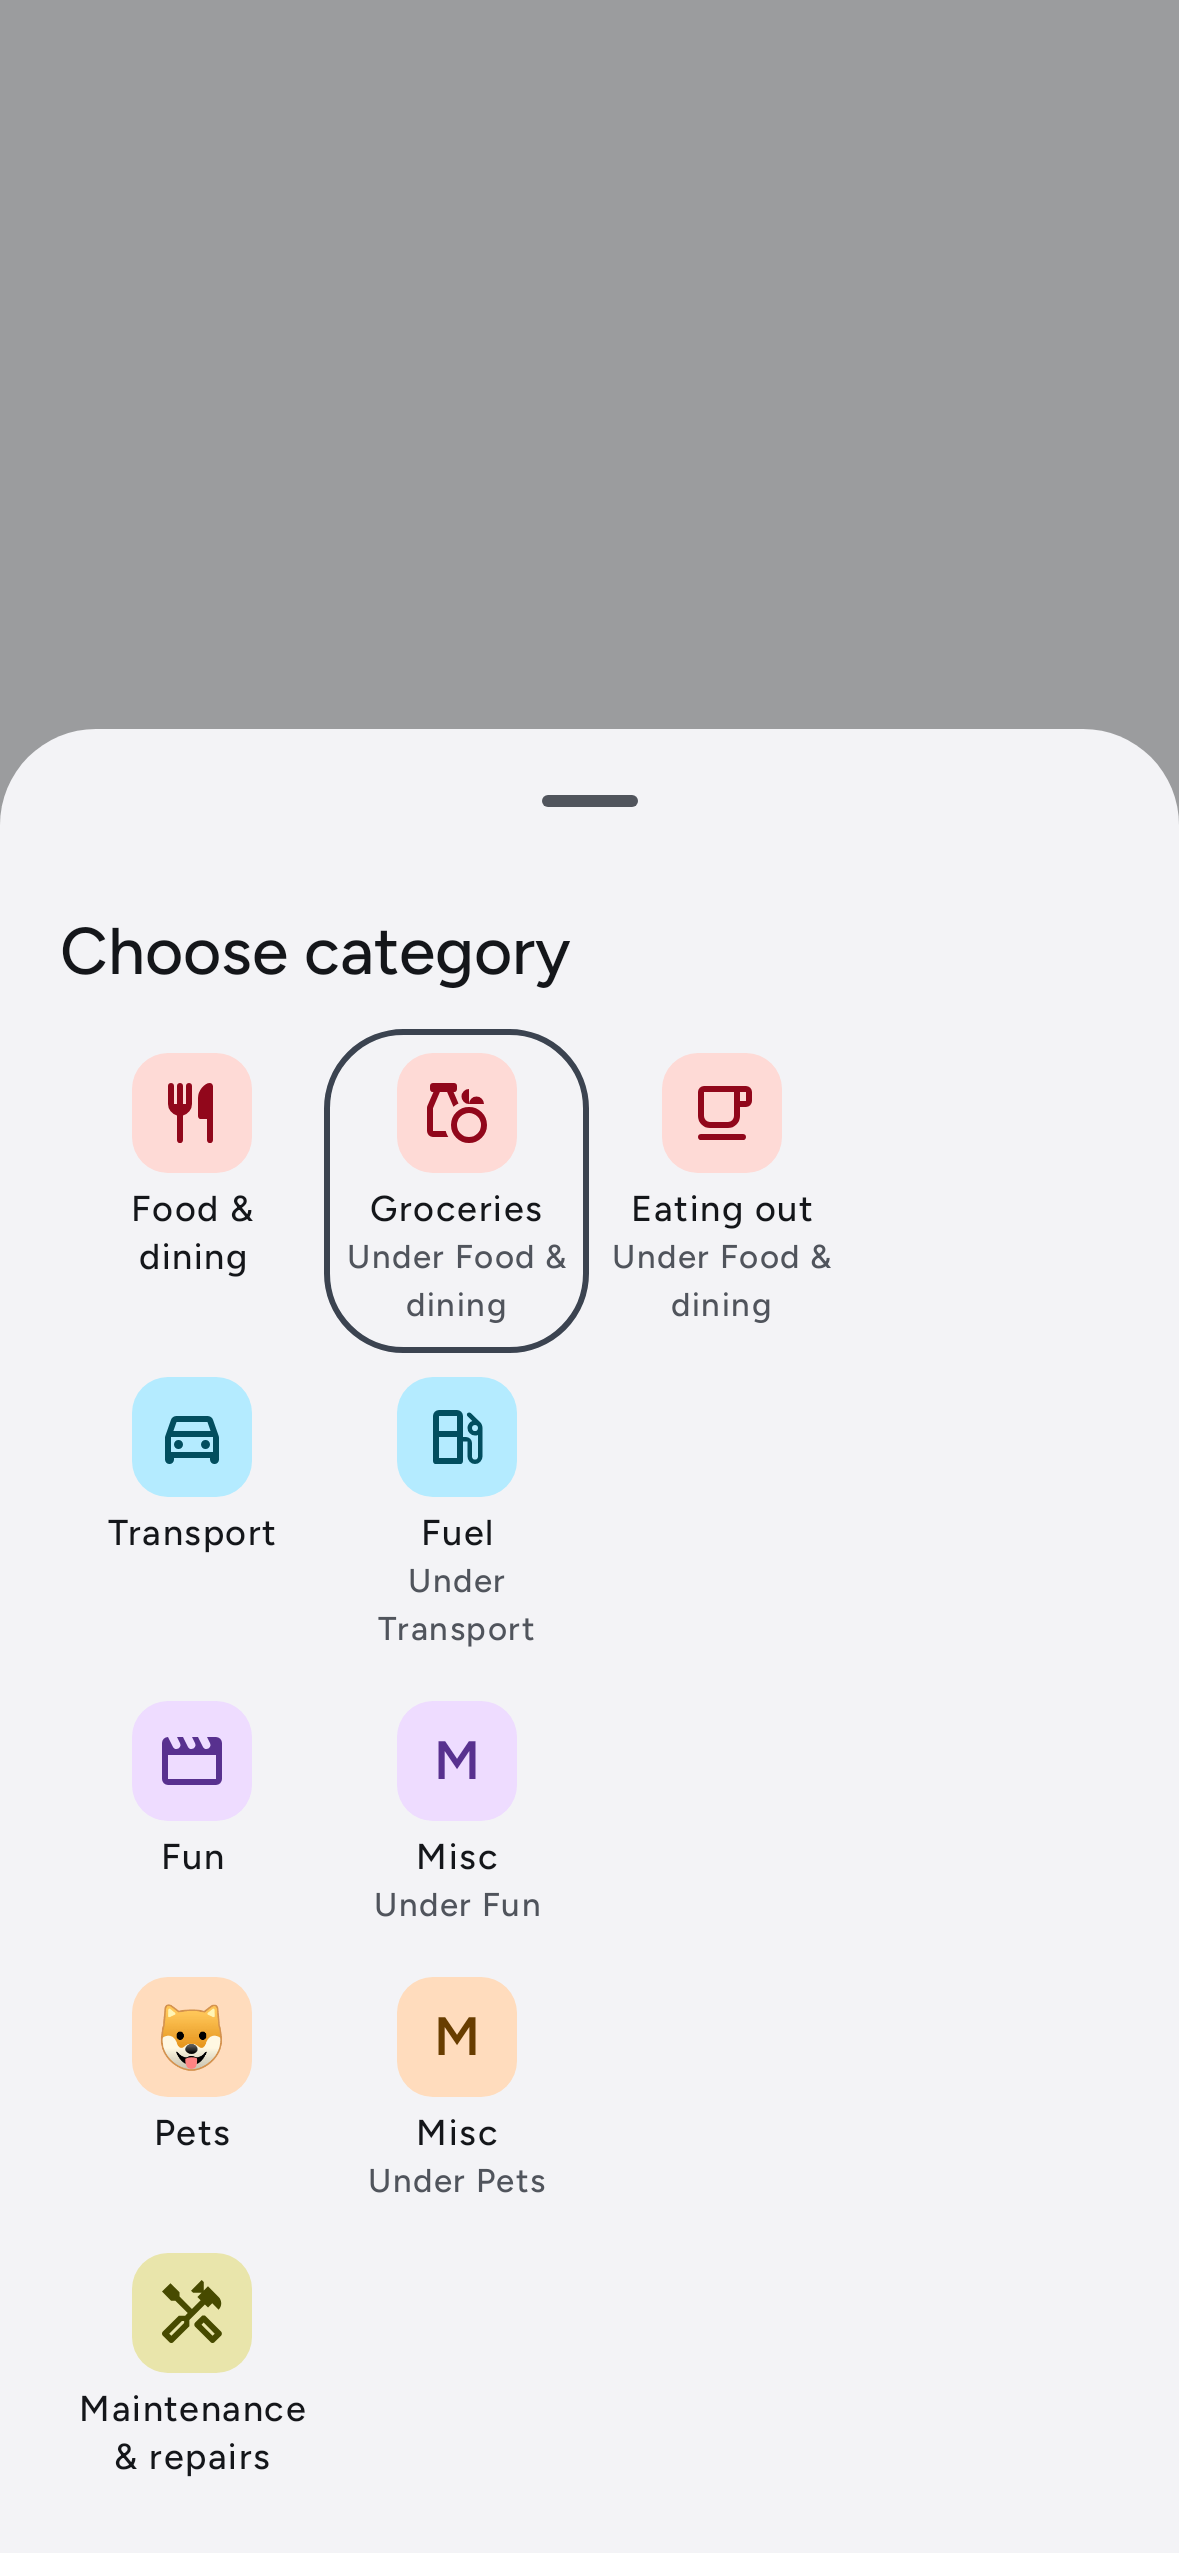 Choose category
Food &
dining
Groceries
Under Food &
dining
Eating out
Under Food &
dining
Transport
Fuel
Under
Transport
Fun
M
Misc
Under Fun
Pets
M
Misc
Under Pets
Maintenance
& repairs